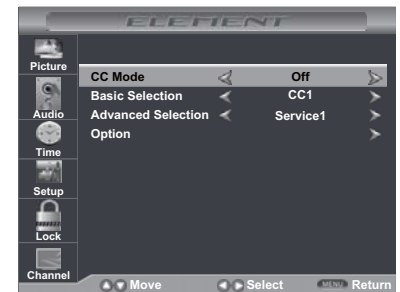 ELEMENT
Picture
Audio
Time
Setup
Lock
Channel
CC Mode Off
Basic Selection CC1
Advanced Selection Service1
Option
Move Select MENU Return